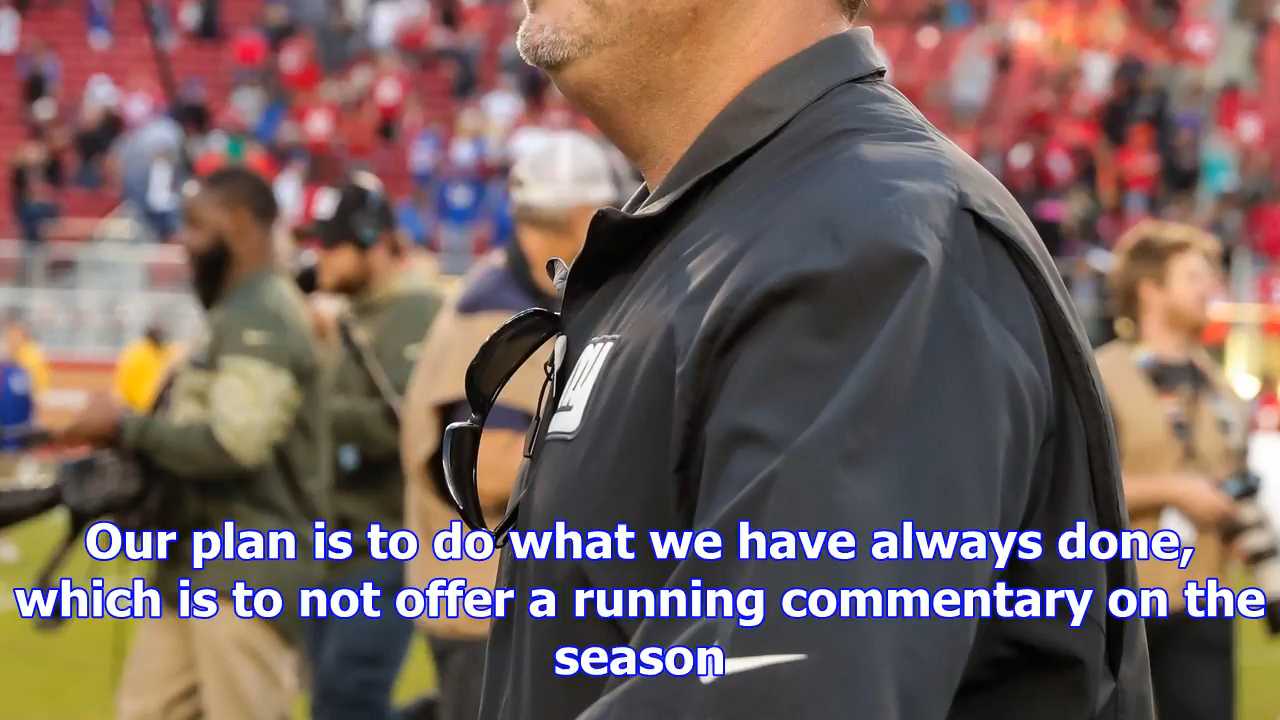 ny
Our plan is to do what we have always done,
which is to not offer a running commentary on the
season